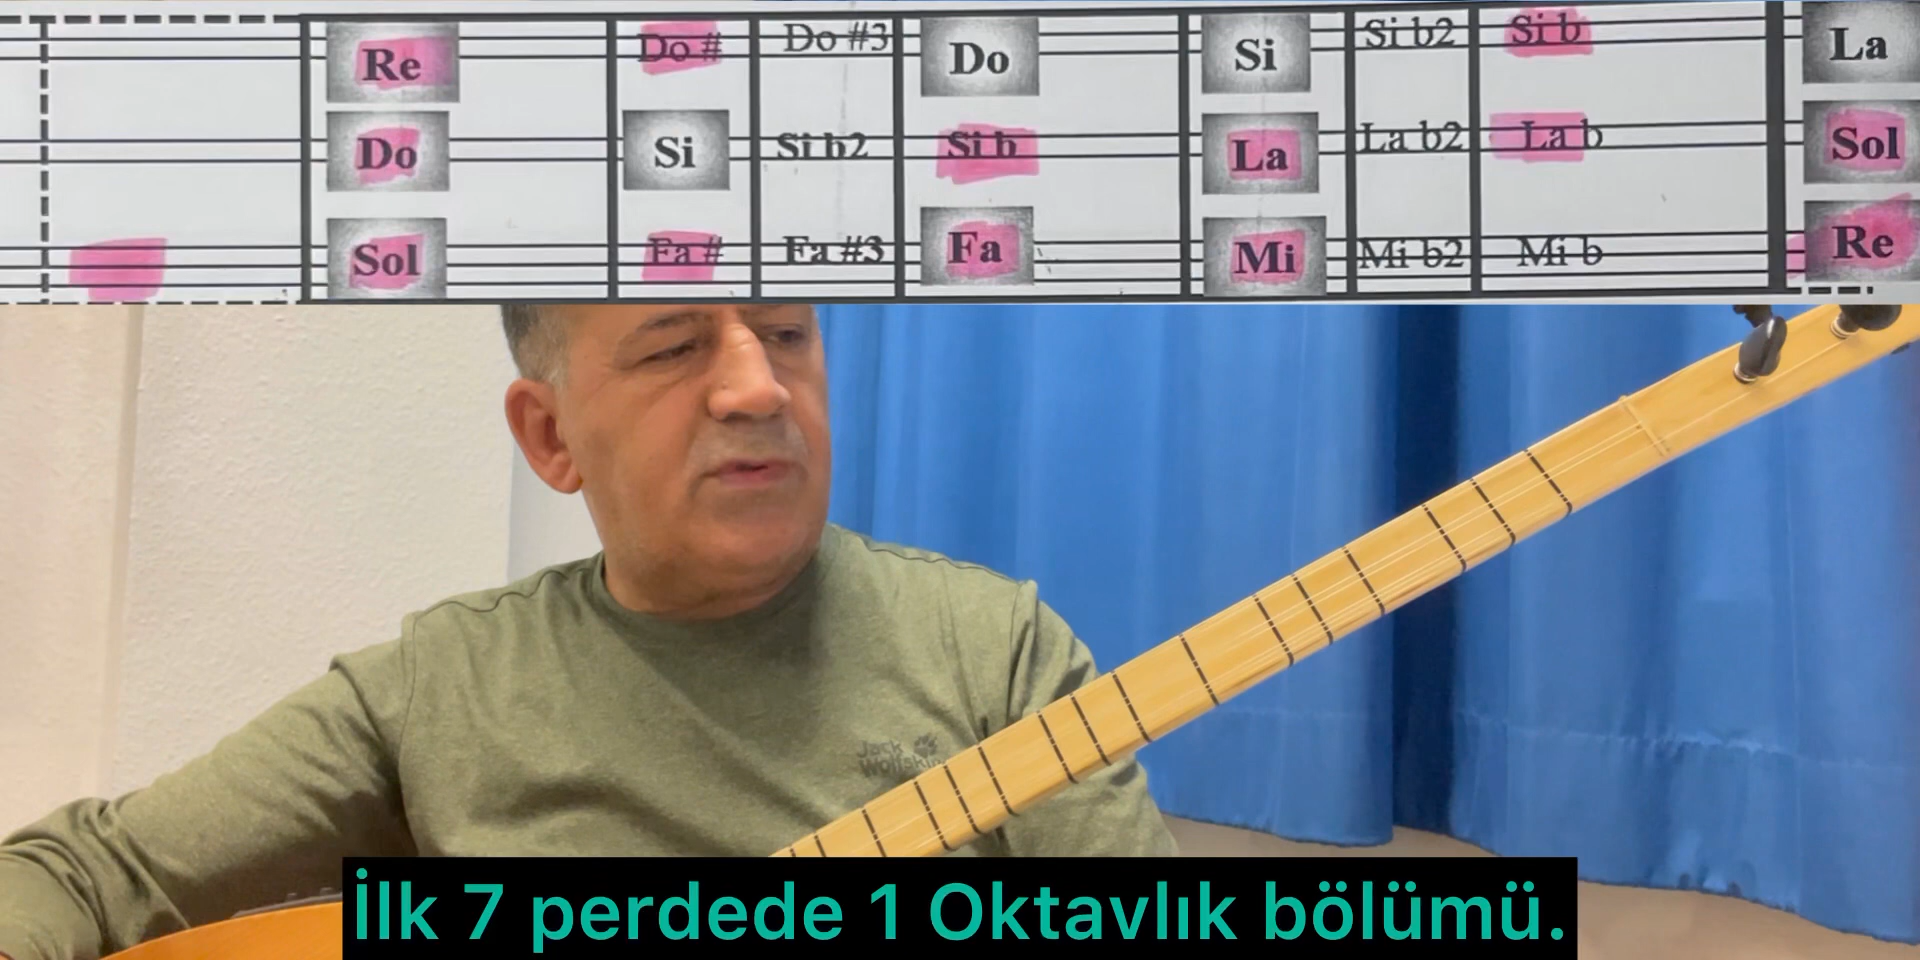 Re Do # Do #3 Do Si Si b2 Si b La
Do Si Si b2 Si b La La b2 La b Sol
Sol Fa # Fa #3 Fa Mi Mi b2 Mi b Re
Jack
Wolfskin
İlk 7 perdede 1 Oktavlık bölümü.